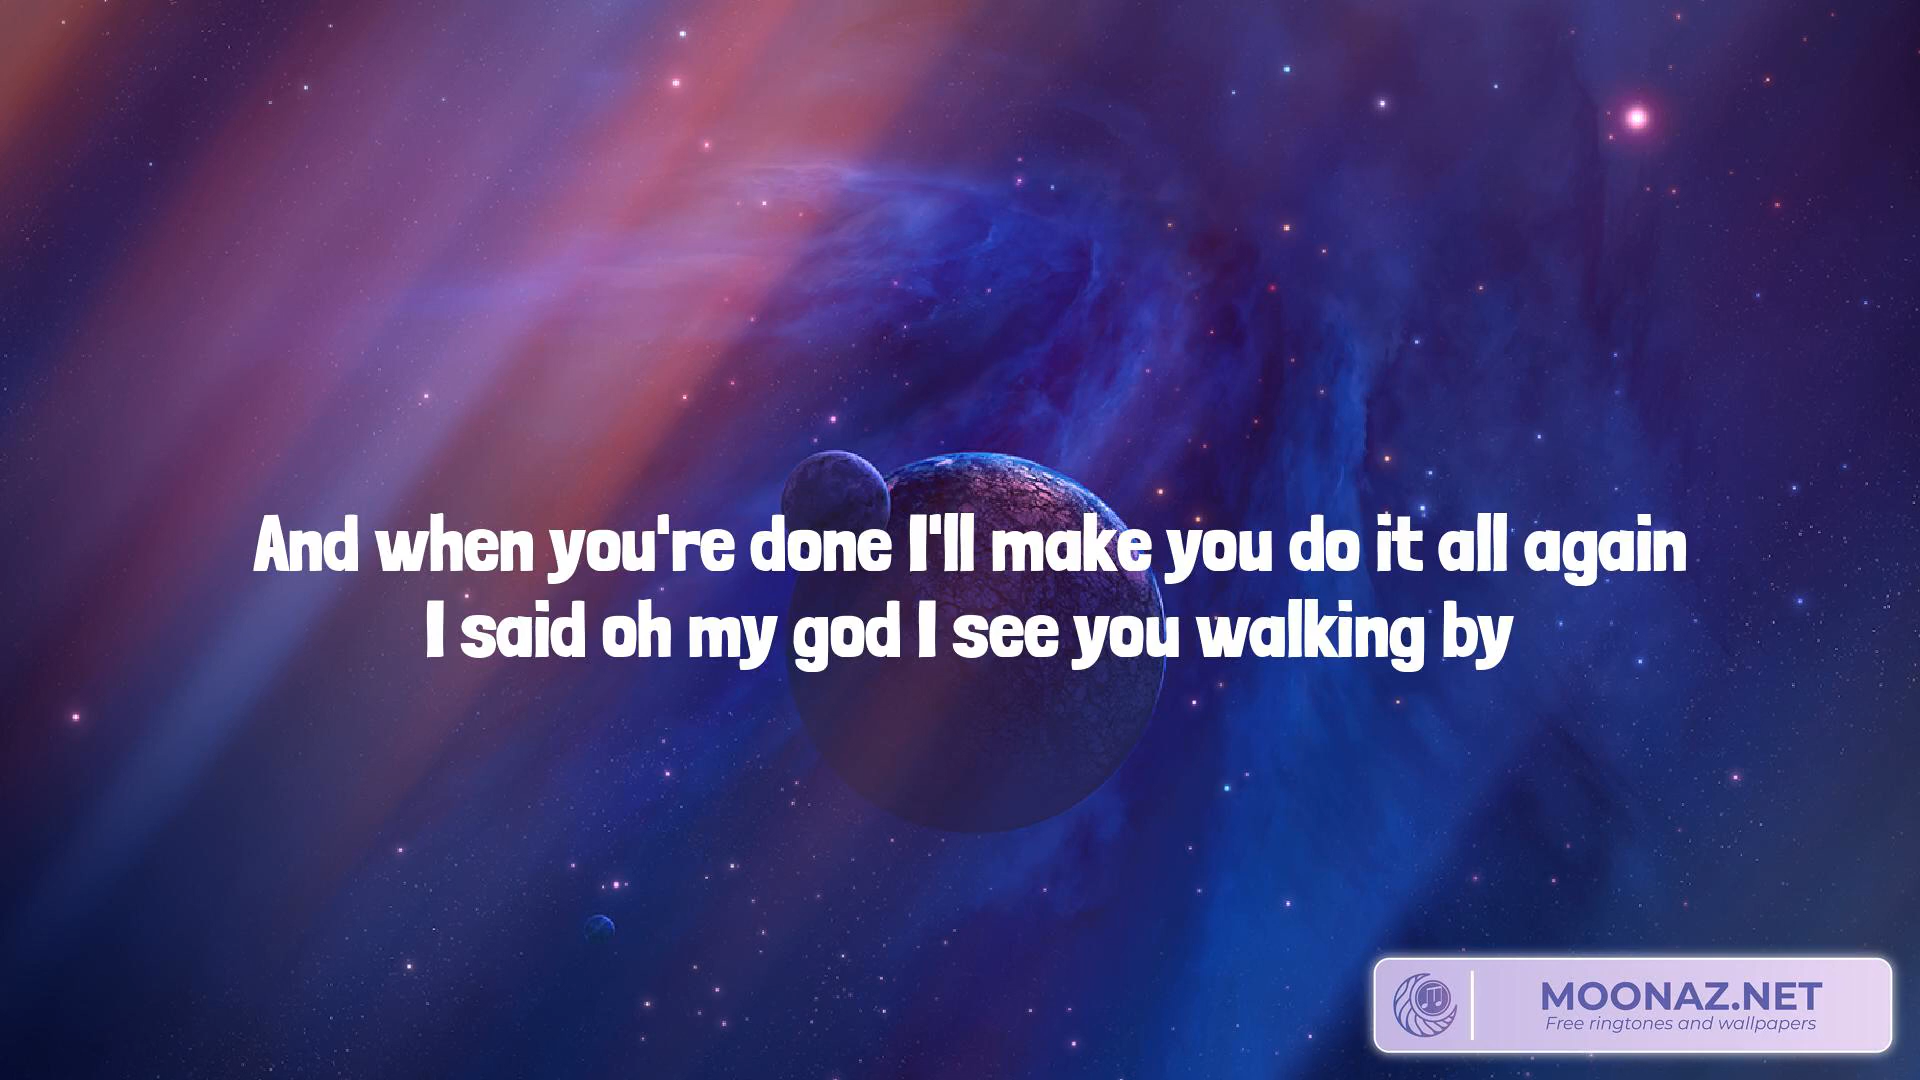 And when you're done I'll make you do it all again
I said oh my god I see you walking by
MOONAZ.NET
Free ringtones and wallpapers